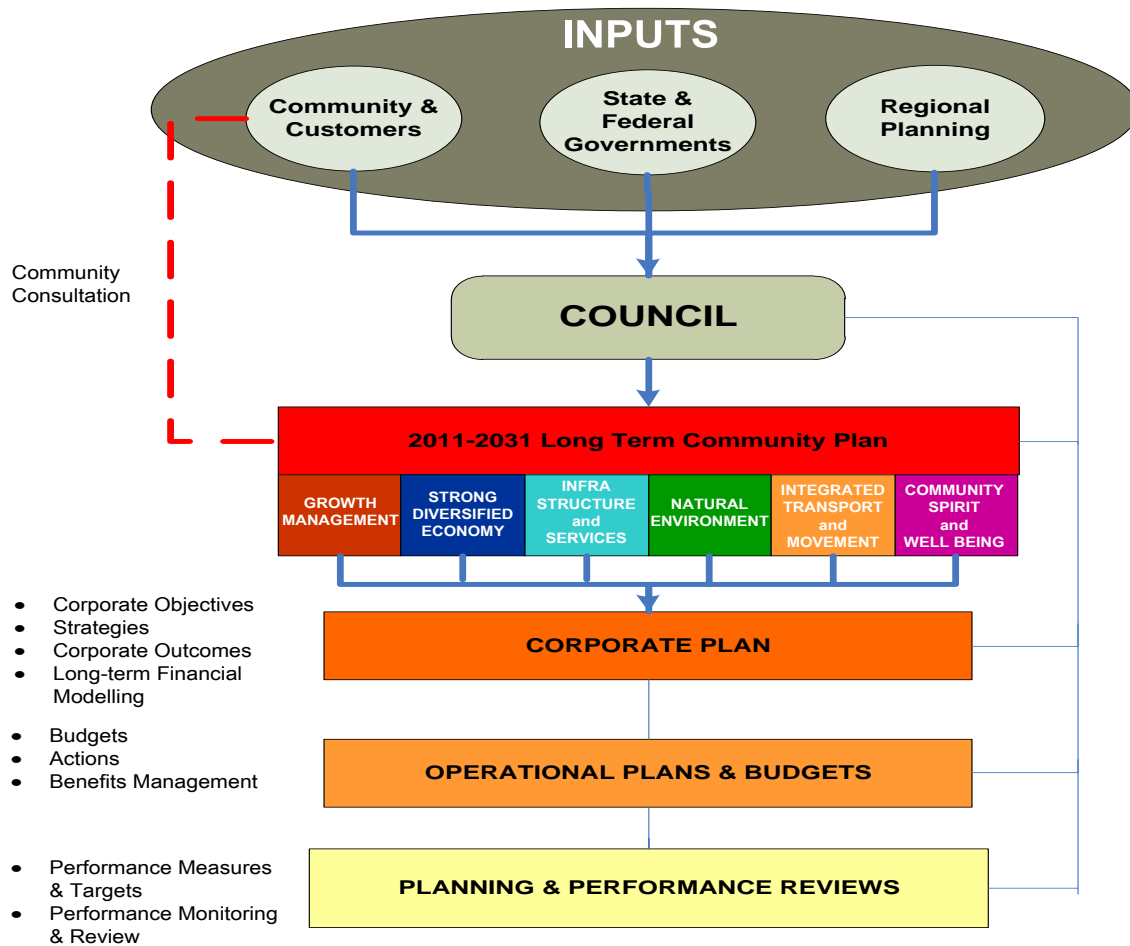 INPUTS
Community &
Customers
State &
Federal
Governments
Regional
Planning
Community
Consultation
COUNCIL
2011-2031 Long Term Community Plan
GROWTH
MANAGEMENT
STRONG
DIVERSIFIED
ECONOMY
INFRA
STRUCTURE
and
SERVICES
NATURAL
ENVIRONMENT
INTEGRATED
TRANSPORT
and
MOVEMENT
COMMUNITY
SPIRIT
and
WELL BEING
• Corporate Objectives
• Strategies
• Corporate Outcomes
• Long-term Financial
Modelling
CORPORATE PLAN
• Budgets
• Actions
• Benefits Management
OPERATIONAL PLANS & BUDGETS
• Performance Measures
& Targets
• Performance Monitoring
& Review
PLANNING & PERFORMANCE REVIEWS